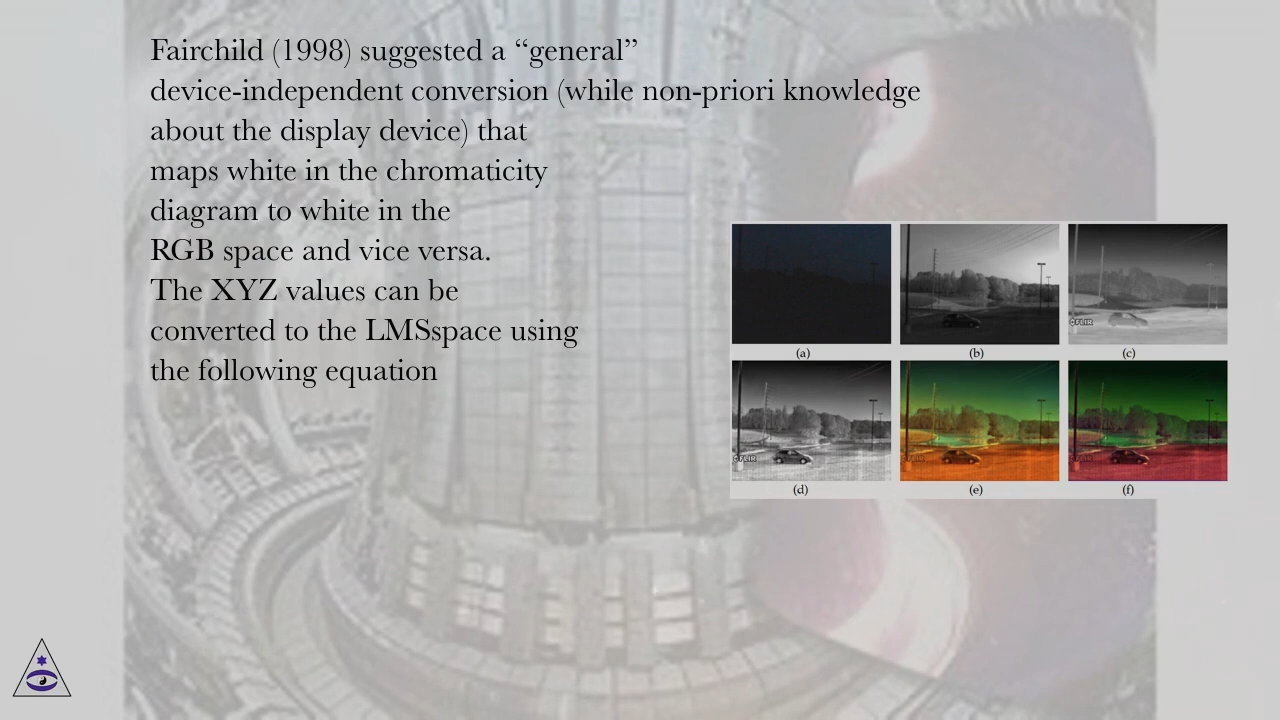 Fairchild (1998) suggested a “general”
device-independent conversion (while non-priori knowledge
about the display device) that
maps white in the chromaticity
diagram to white in the
RGB space and vice versa.
The XYZ values can be
converted to the LMSspace using
the following equation
FLIR
(a) (b) (c)
FLIR
(d) (e) (f)